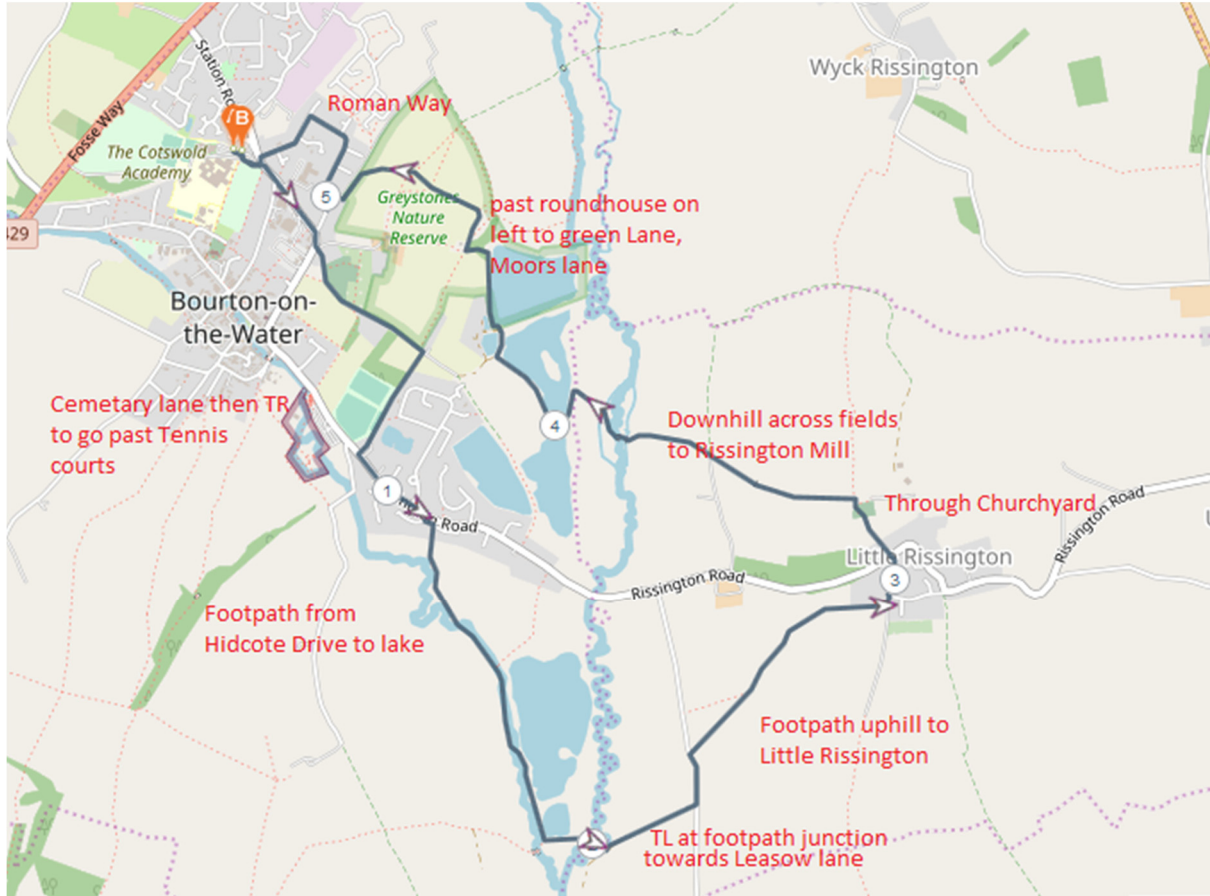 Wyck Rissington
Station Ro
Roman Way
Fosse Way
B
The Cotswold
Academy
5
Greystones
Nature
Reserve
past roundhouse on
left to green Lane,
Moors lane
429
Bourton-on-
the-Water
Cemetary lane then TR
to go past Tennis
courts
4
Downhill across fields
to Rissington Mill
1
Road
Through Churchyard
Rissington Road
Little Rissington
3
Rissington Road
Footpath from
Hidcote Drive to lake
Footpath uphill to
Little Rissington
TL at footpath junction
towards Leasow lane